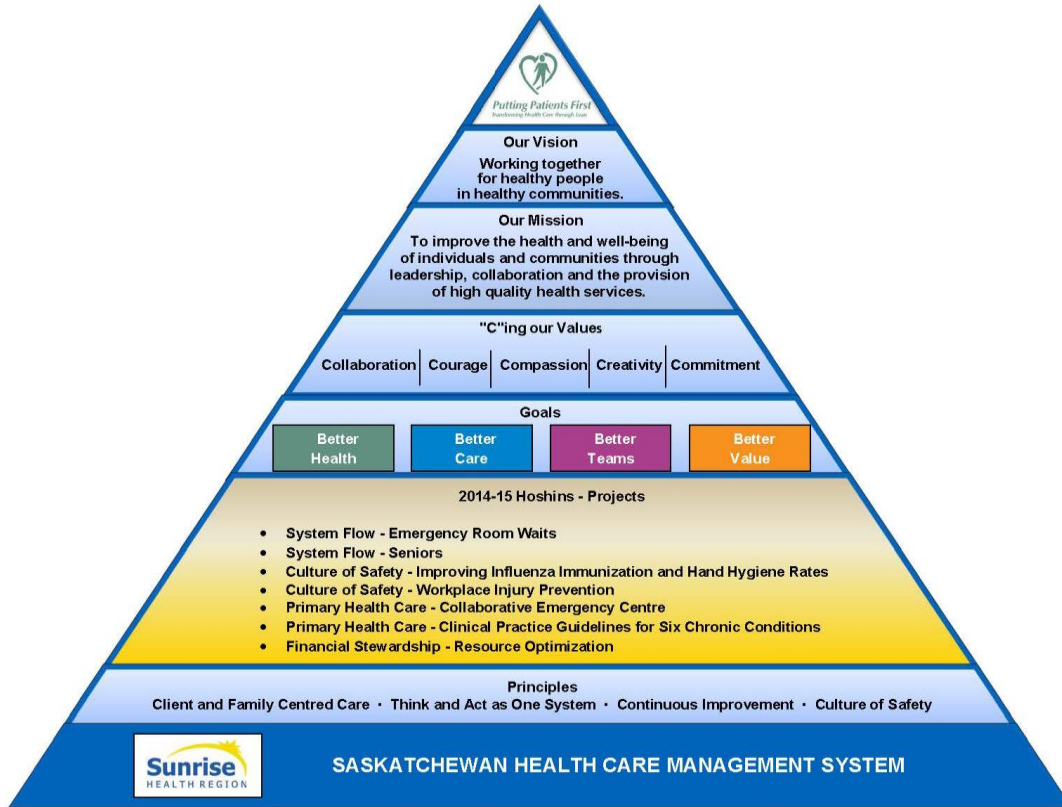 Putting Patients First
Transforming Health Care through Lean
Our Vision
Working together
for healthy people
in healthy communities.
Our Mission
To improve the health and well-being
of individuals and communities through
leadership, collaboration and the provision
of high quality health services.
"C"ing our Values
Collaboration Courage Compassion Creativity Commitment
Goals
Better Health
Better Care
Better Teams
Better Value
2014-15 Hoshins - Projects
• System Flow - Emergency Room Waits
• System Flow - Seniors
• Culture of Safety - Improving Influenza Immunization and Hand Hygiene Rates
• Culture of Safety - Workplace Injury Prevention
• Primary Health Care - Collaborative Emergency Centre
• Primary Health Care - Clinical Practice Guidelines for Six Chronic Conditions
• Financial Stewardship - Resource Optimization
Principles
Client and Family Centred Care · Think and Act as One System · Continuous Improvement · Culture of Safety
Sunrise
HEALTH REGION
SASKATCHEWAN HEALTH CARE MANAGEMENT SYSTEM